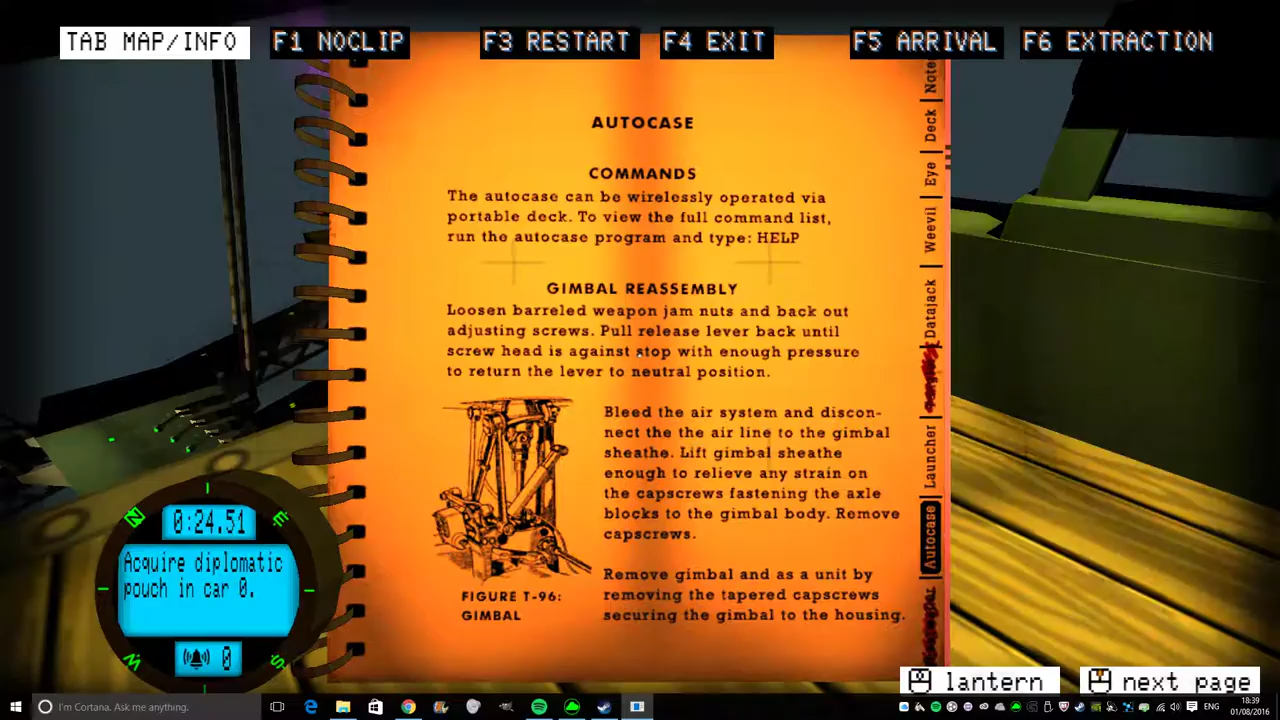 TAB MAP/INFO
F1 NOCLIP
F3 RESTART
F4 EXIT
F5 ARRIVAL
F6 EXTRACTION
AUTOCASE
COMMANDS
The autocase can be wirelessly operated via
portable deck. To view the full command list,
run the autocase program and type: HELP
GIMBAL REASSEMBLY
Loosen barreled weapon jam nuts and back out
adjusting screws. Pull release lever back until
screw head is against stop with enough pressure
to return the lever to neutral position.
Bleed the air system and discon-
nect the the air line to the gimbal
sheathe. Lift gimbal sheathe
enough to relieve any strain on
the capscrews fastening the axle
blocks to the gimbal body. Remove
capscrews.
Remove gimbal and as a unit by
removing the tapered capscrews
securing the gimbal to the housing.
FIGURE T-96:
GIMBAL
Note
Deck
Eye
Weevil
Datajack
Launcher
Autocase
N
E
W
S
0:24.51
Acquire diplomatic
pouch in car 0.
0
lantern
next page
I'm Cortana. Ask me anything.
ENG
18:39
01/08/2016